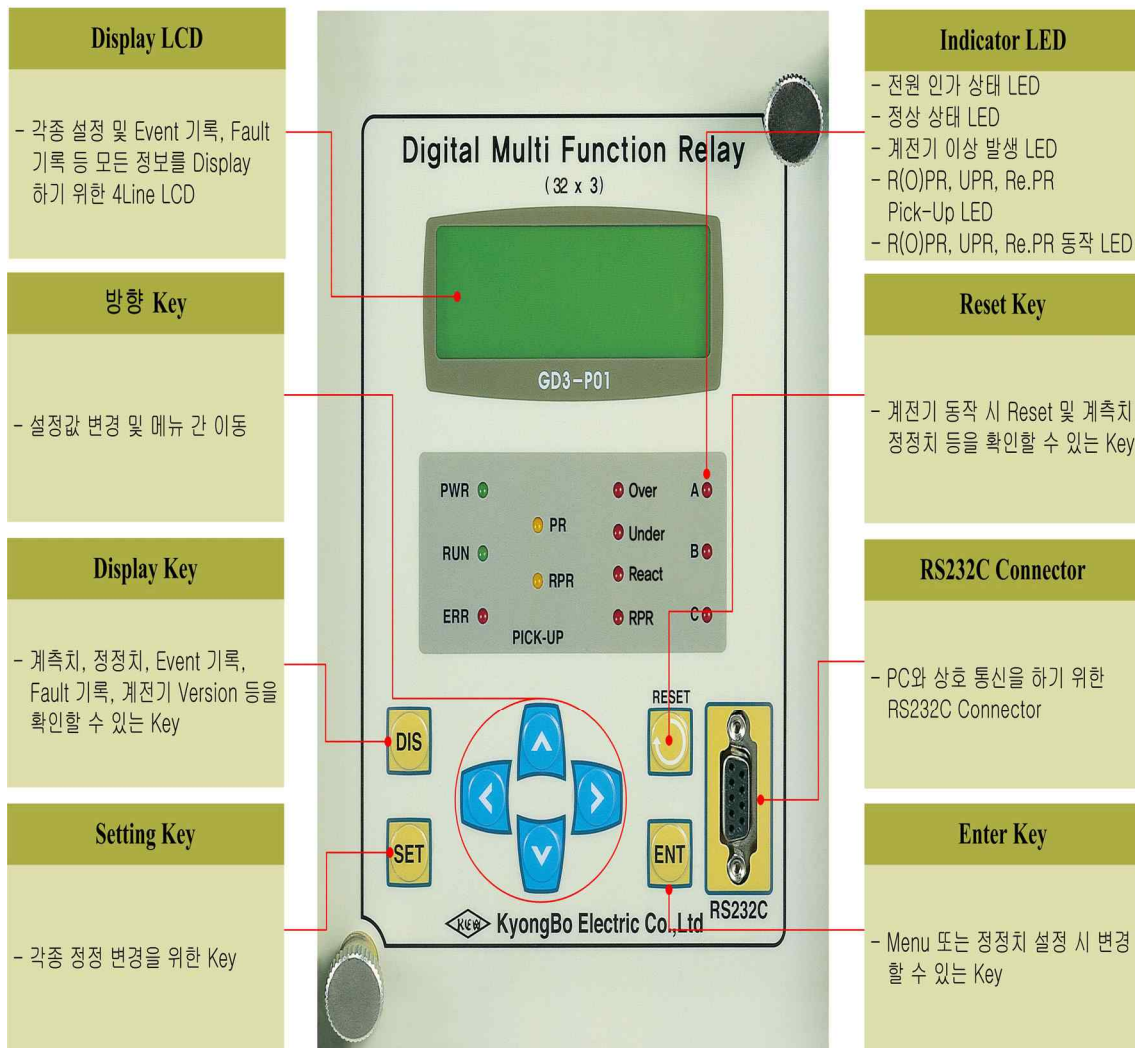 Display LCD
- 각종 설정 및 Event 기록, Fault
기록 등 모든 정보를 Display
하기 위한 4Line LCD
방향 Key
- 설정값 변경 및 메뉴 간 이동
Display Key
- 계측치, 정정치, Event 기록,
Fault 기록, 계전기 Version 등을
확인할 수 있는 Key
Setting Key
- 각종 정정 변경을 위한 Key
Digital Multi Function Relay
(32 x 3)
GD3-P01
PWR
RUN
ERR
PR
RPR
PICK-UP
Over
Under
React
RPR
A
B
C
DIS
SET
RESET
ENT
RS232C
KEW KyongBo Electric Co.,Ltd
Indicator LED
- 전원 인가 상태 LED
- 정상 상태 LED
- 계전기 이상 발생 LED
- R(O)PR, UPR, Re.PR
Pick-Up LED
- R(O)PR, UPR, Re.PR 동작 LED
Reset Key
- 계전기 동작 시 Reset 및 계측치
정정치 등을 확인할 수 있는 Key
RS232C Connector
- PC와 상호 통신을 하기 위한
RS232C Connector
Enter Key
- Menu 또는 정정치 설정 시 변경
할 수 있는 Key